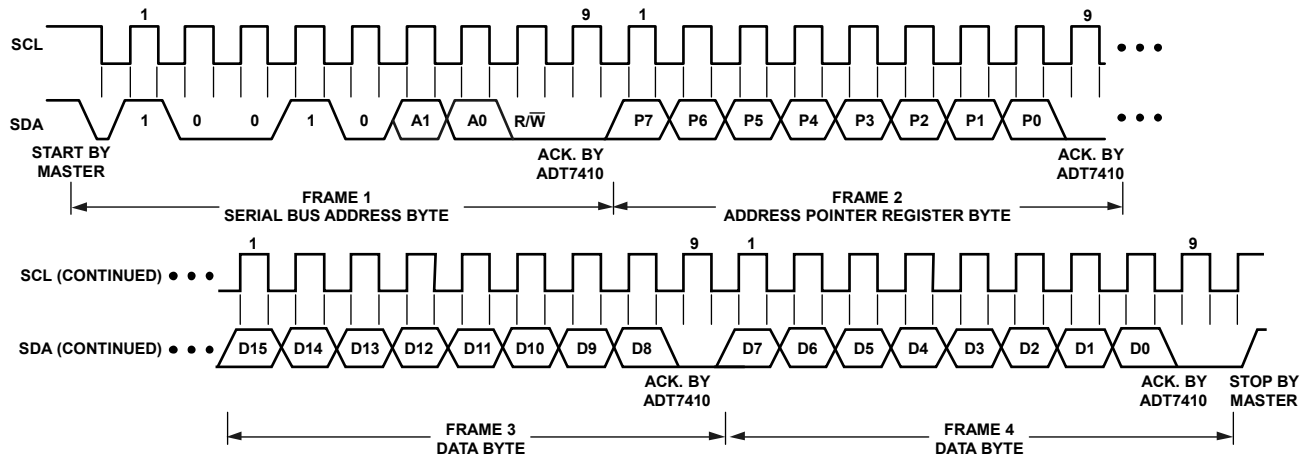 1 9 1 9
SCL
SDA 1 0 0 1 0 A1 A0 R/W̅ P7 P6 P5 P4 P3 P2 P1 P0
START BY
MASTER
ACK. BY
ADT7410
ACK. BY
ADT7410
FRAME 1
SERIAL BUS ADDRESS BYTE
FRAME 2
ADDRESS POINTER REGISTER BYTE
1 9 1 9
SCL (CONTINUED)
SDA (CONTINUED) D15 D14 D13 D12 D11 D10 D9 D8 D7 D6 D5 D4 D3 D2 D1 D0
ACK. BY
ADT7410
ACK. BY
ADT7410
STOP BY
MASTER
FRAME 3
DATA BYTE
FRAME 4
DATA BYTE